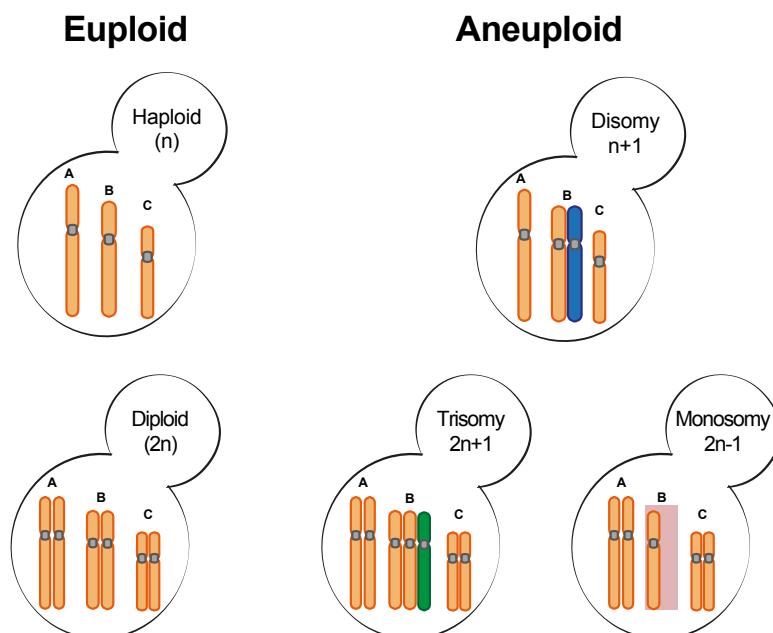 Euploid
Aneuploid
Haploid
(n)
A
B
C
Disomy
n+1
A
B
C
Diploid
(2n)
A
B
C
Trisomy
2n+1
A
B
C
Monosomy
2n-1
A
B
C